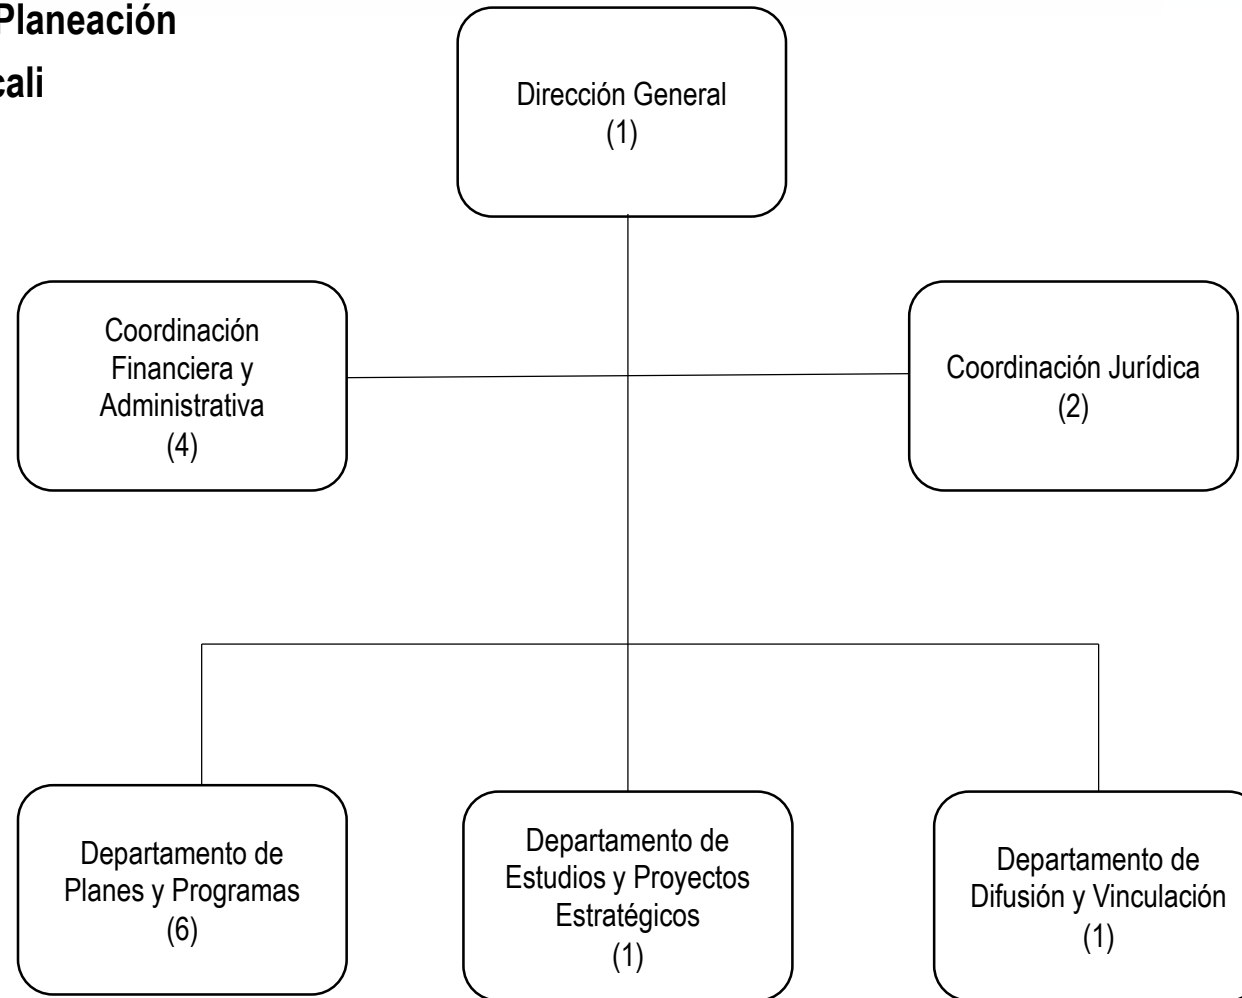 Planeación
cali
Dirección General
(1)
Coordinación
Financiera y
Administrativa
(4)
Coordinación Jurídica
(2)
Departamento de
Planes y Programas
(6)
Departamento de
Estudios y Proyectos
Estratégicos
(1)
Departamento de
Difusión y Vinculación
(1)